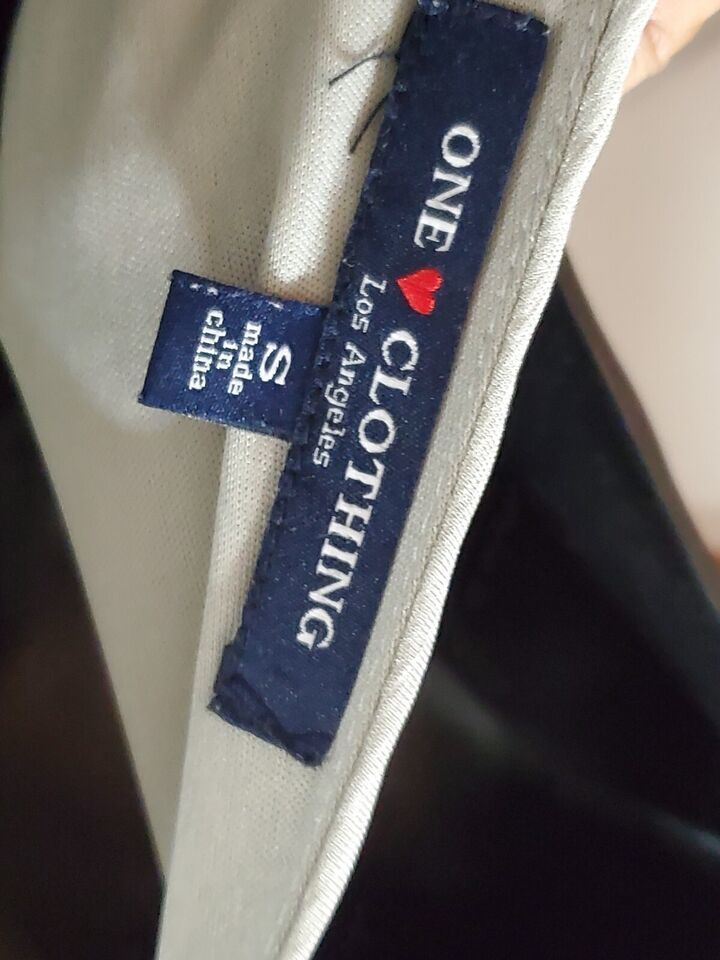 ONE ♥ CLOTHING
Los Angeles
S
made
in
china